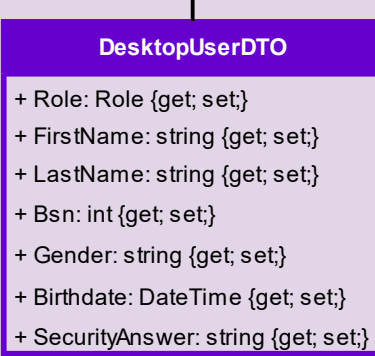 DesktopUserDTO
+ Role: Role {get; set;}
+ FirstName: string {get; set;}
+ LastName: string {get; set;}
+ Bsn: int {get; set;}
+ Gender: string {get; set;}
+ Birthdate: DateTime {get; set;}
+ SecurityAnswer: string {get; set;}